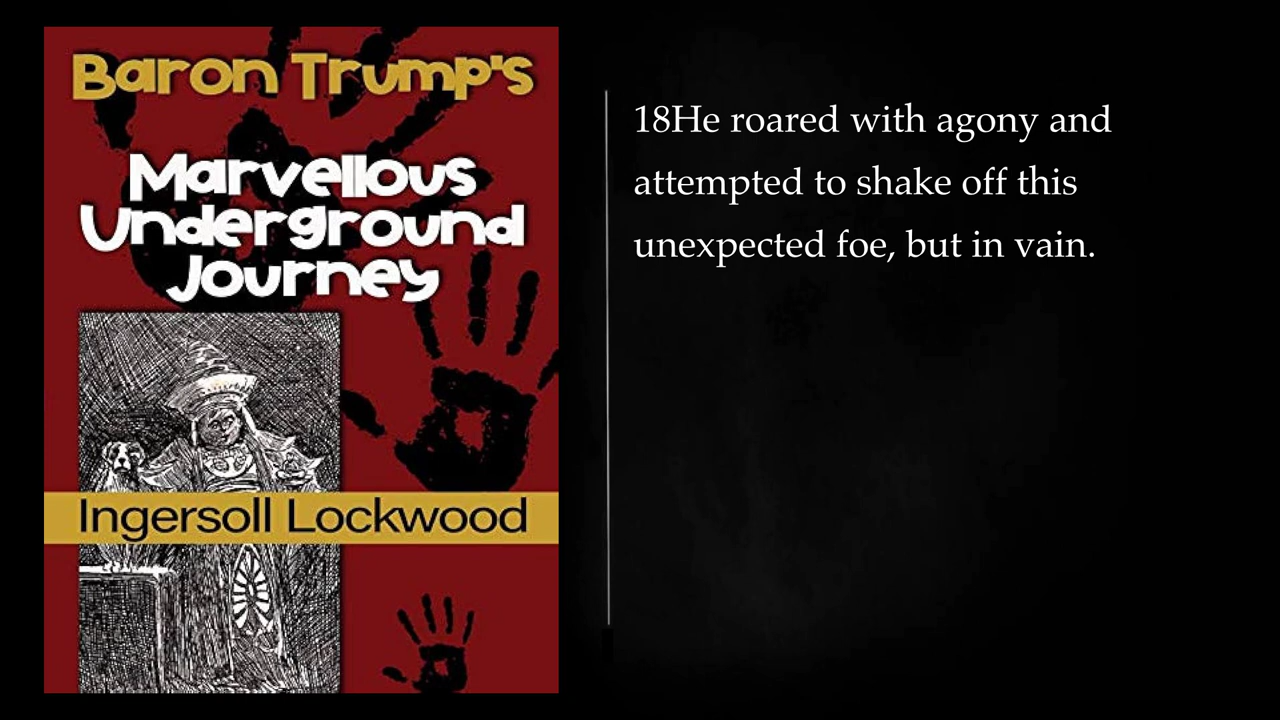 Baron Trump's
Marvellous
Underground
Journey
Ingersoll Lockwood
18He roared with agony and
attempted to shake off this
unexpected foe, but in vain.